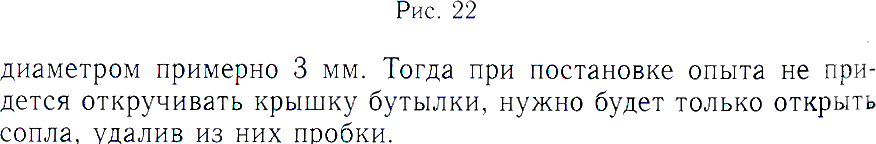 Рис. 22
диаметром примерно 3 мм. Тогда при постановке опыта не при-
дется откручивать крышку бутылки, нужно будет только открыть
сопла, удалив из них пробки.